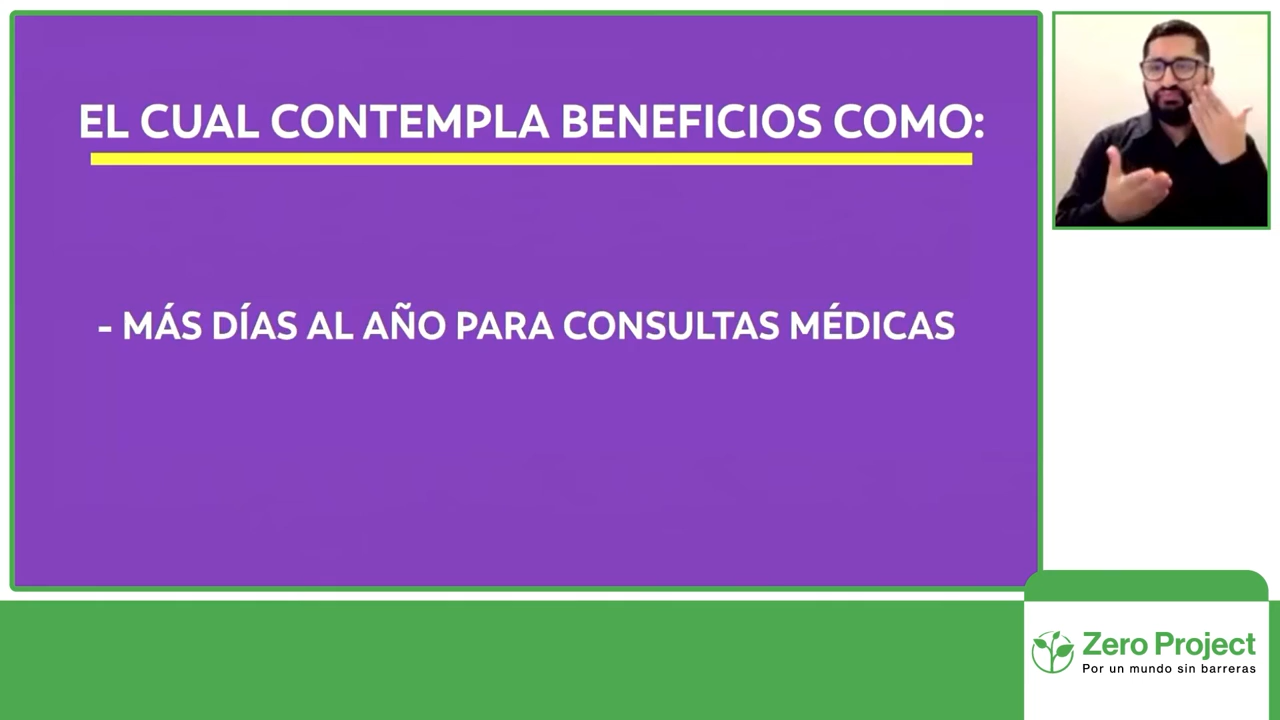 EL CUAL CONTEMPLA BENEFICIOS COMO:
- MÁS DÍAS AL AÑO PARA CONSULTAS MÉDICAS
Zero Project
Por un mundo sin barreras